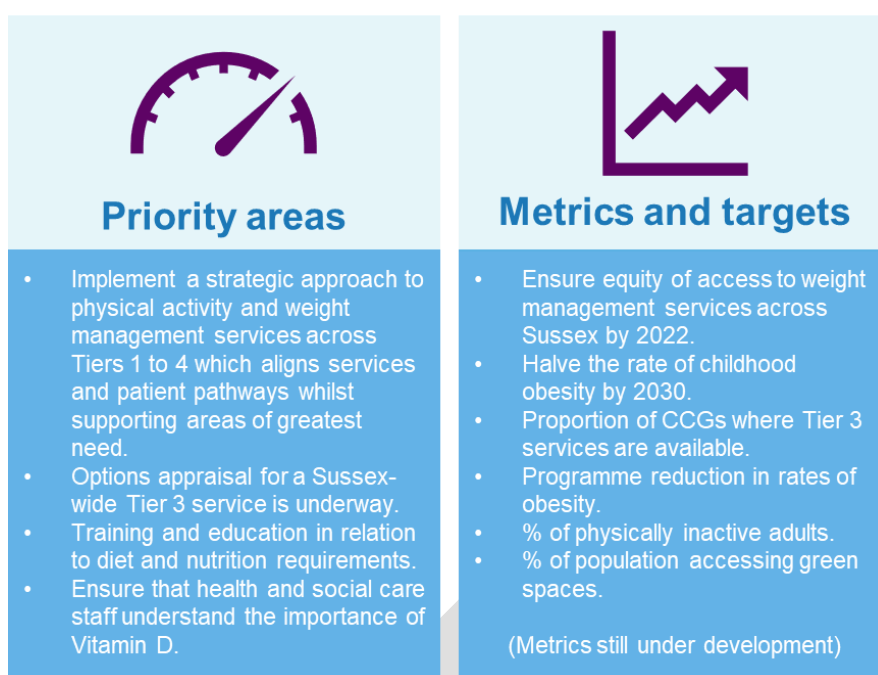 Priority areas
• Implement a strategic approach to
physical activity and weight
management services across
Tiers 1 to 4 which aligns services
and patient pathways whilst
supporting areas of greatest
need.
• Options appraisal for a Sussex-
wide Tier 3 service is underway.
• Training and education in relation
to diet and nutrition requirements.
• Ensure that health and social care
staff understand the importance of
Vitamin D.
Metrics and targets
• Ensure equity of access to weight
management services across
Sussex by 2022.
• Halve the rate of childhood
obesity by 2030.
• Proportion of CCGs where Tier 3
services are available.
• Programme reduction in rates of
obesity.
• % of physically inactive adults.
• % of population accessing green
spaces.
(Metrics still under development)